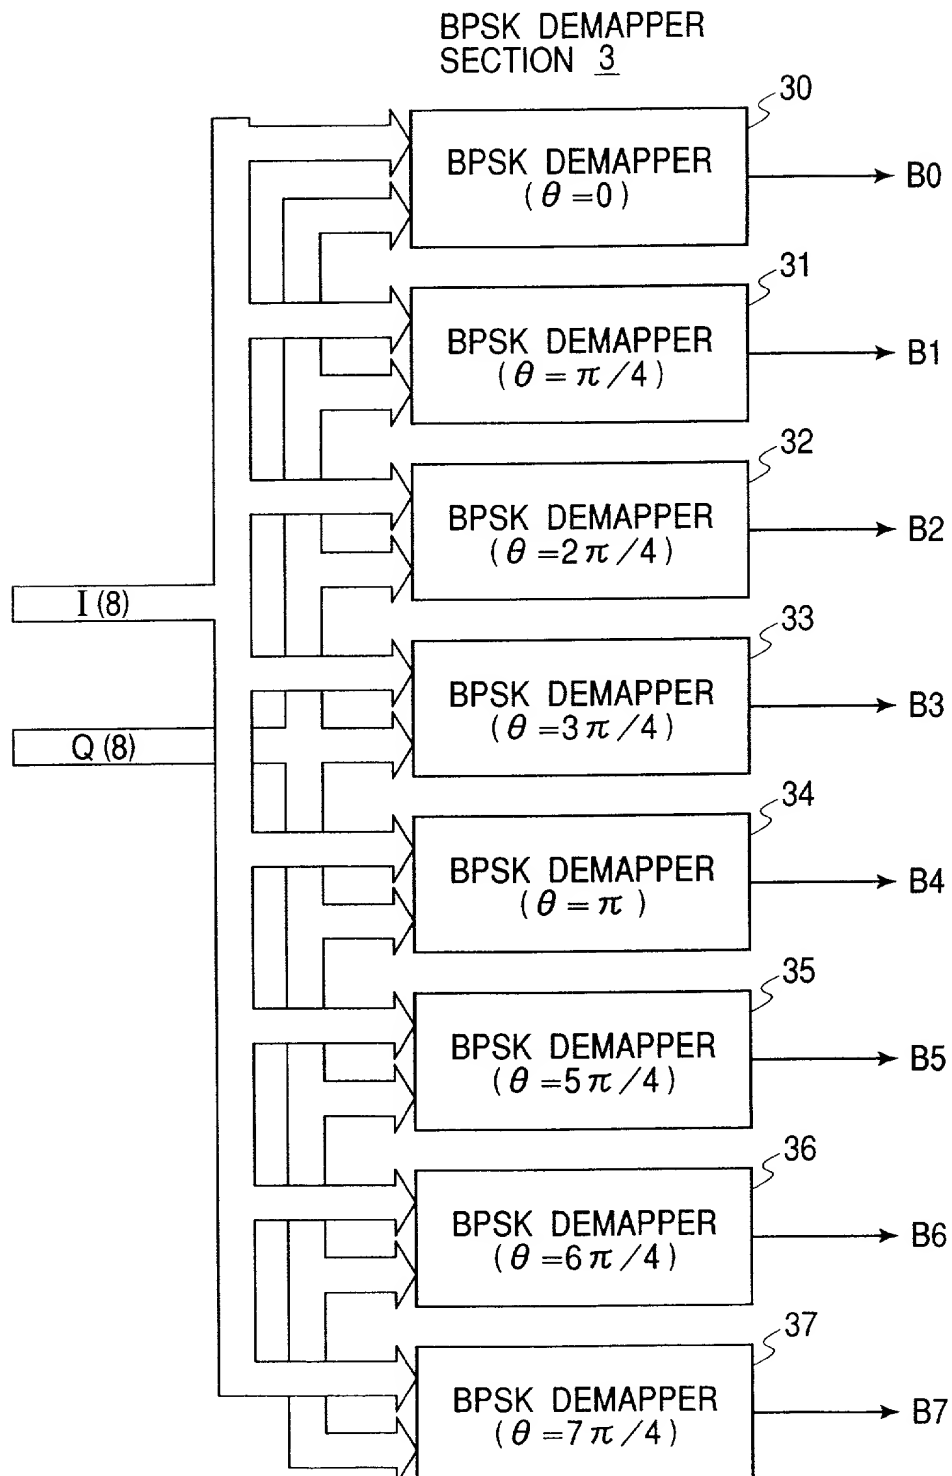 BPSK DEMAPPER
SECTION 3
30
BPSK DEMAPPER
(θ=0)
B0
31
BPSK DEMAPPER
(θ=π/4)
B1
32
BPSK DEMAPPER
(θ=2π/4)
B2
I(8)
33
BPSK DEMAPPER
(θ=3π/4)
B3
Q(8)
34
BPSK DEMAPPER
(θ=π)
B4
35
BPSK DEMAPPER
(θ=5π/4)
B5
36
BPSK DEMAPPER
(θ=6π/4)
B6
37
BPSK DEMAPPER
(θ=7π/4)
B7